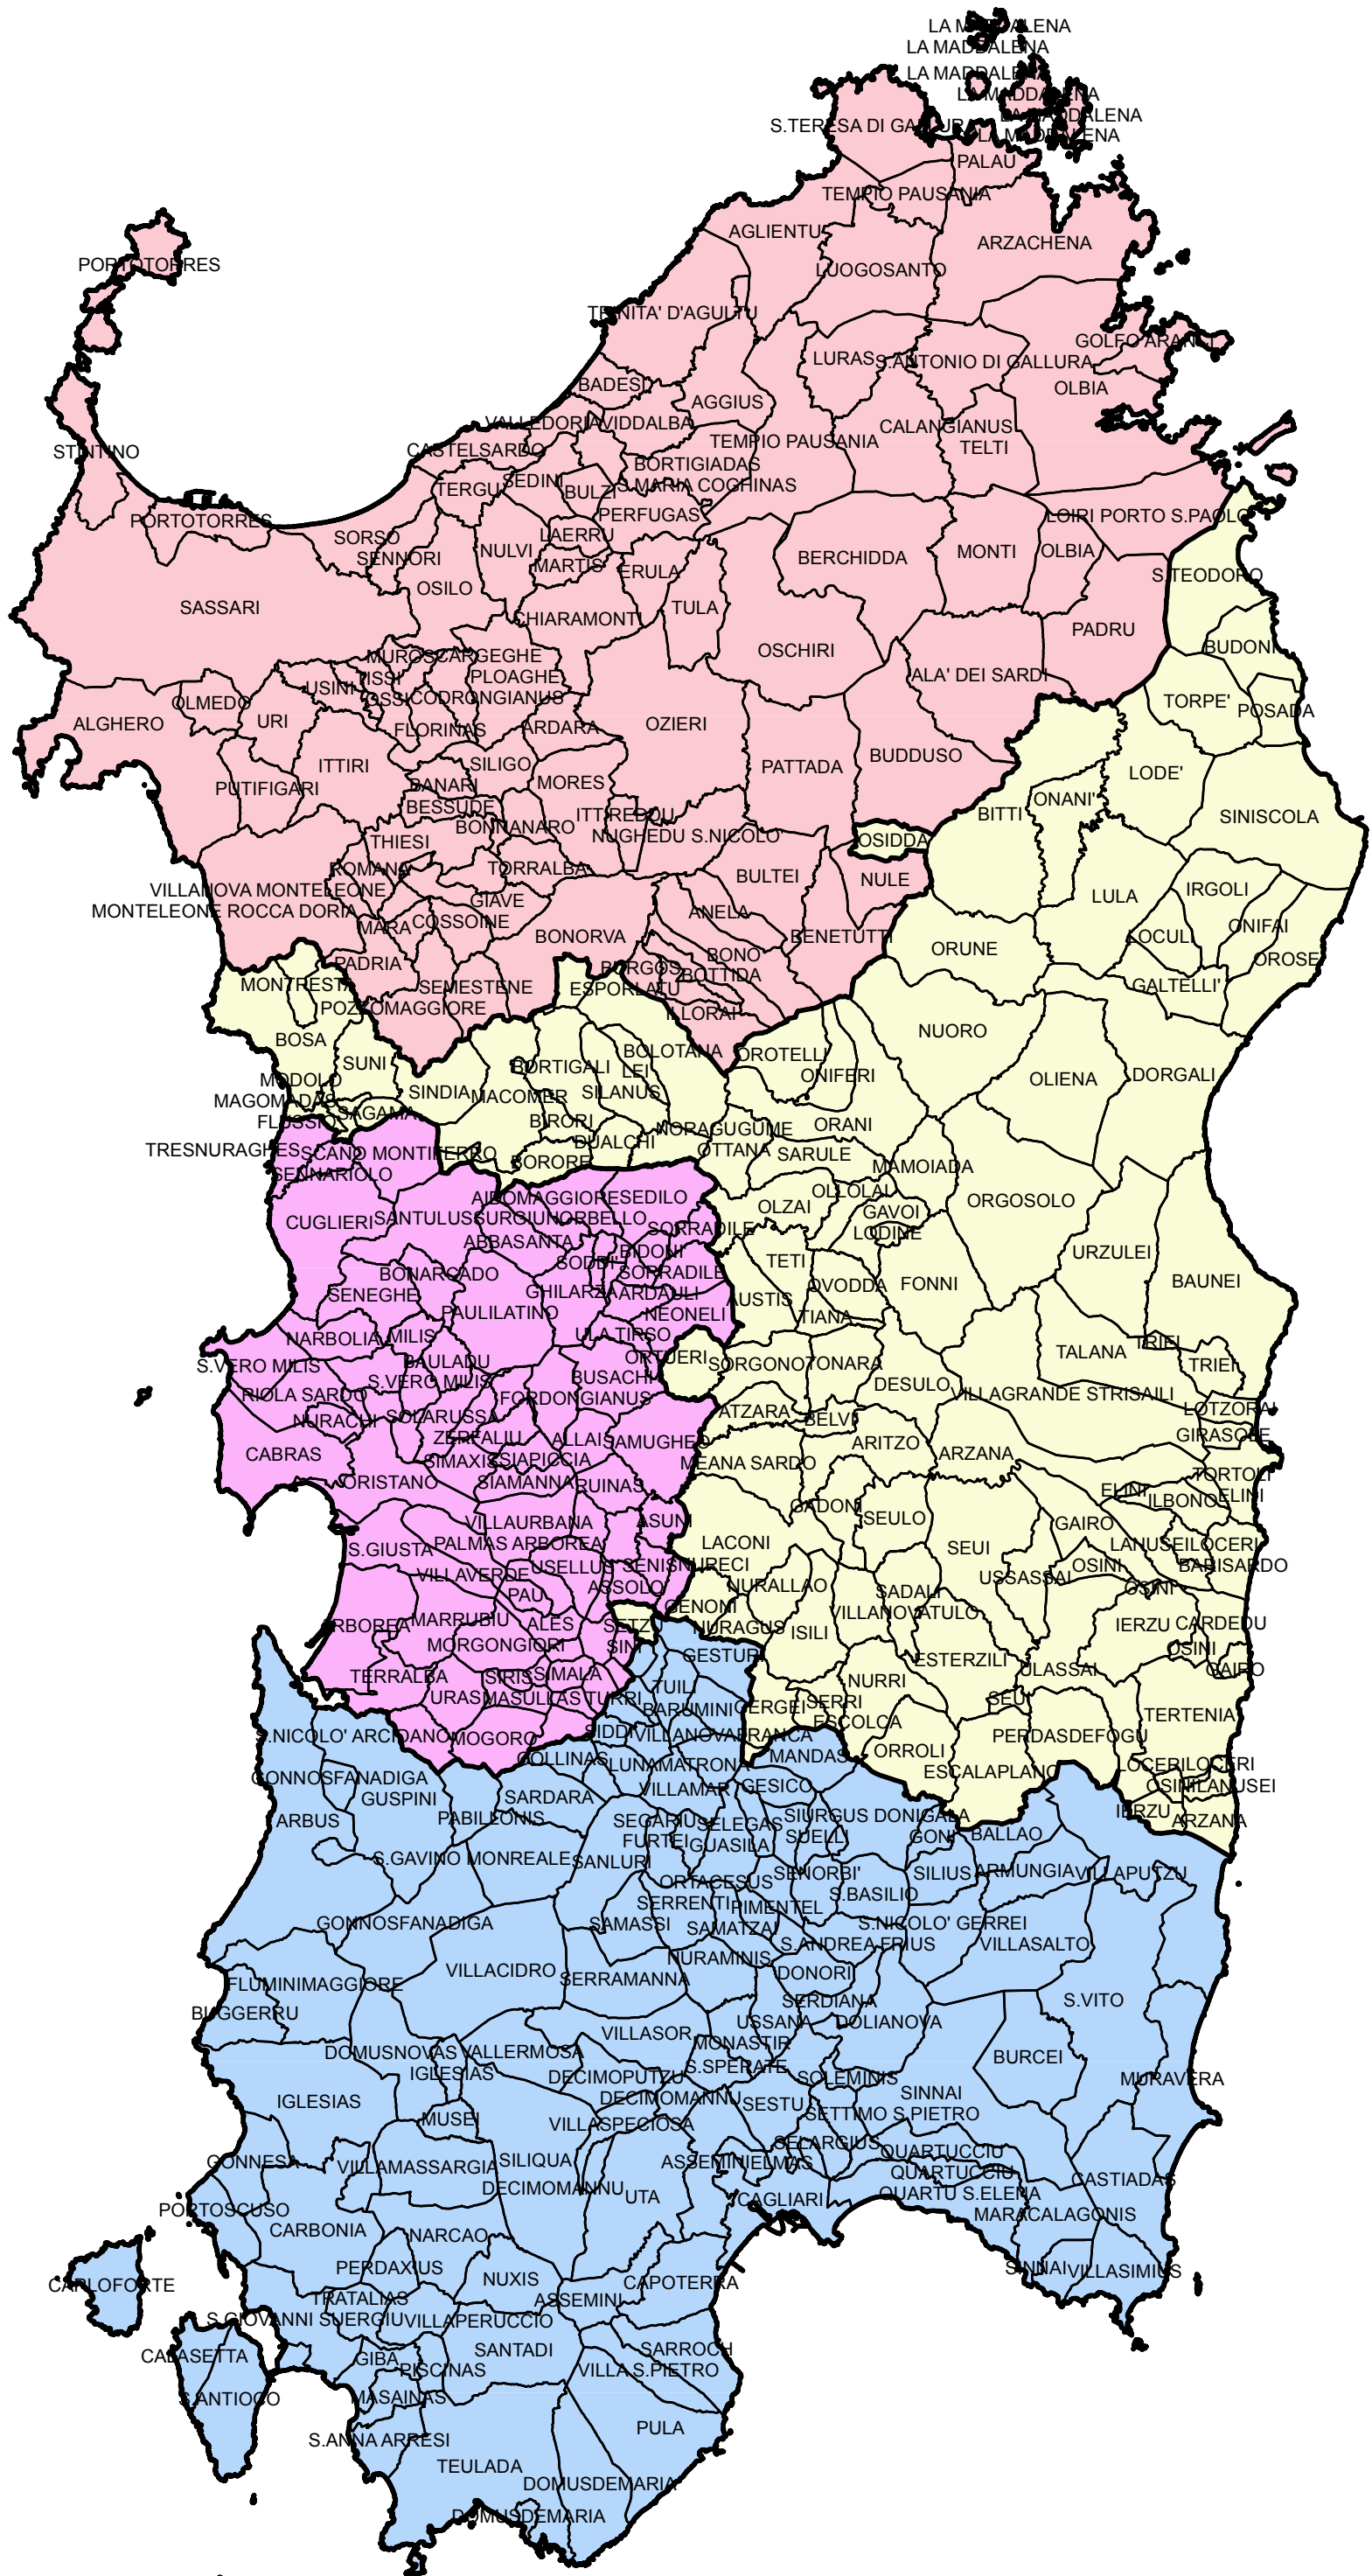 LA MADDALENA
LA MADDALENA
LA MADDALENA
LA MADDALENA
LA MADDALENA
S.TERESA DI GALLURA
LA MADDALENA
PALAU
TEMPIO PAUSANIA
AGLIENTU
ARZACHENA
PORTOTORRES
LUOGOSANTO
TRINITA' D'AGULTU
GOLFO ARANCI
LURAS
S.ANTONIO DI GALLURA
BADESI
OLBIA
AGGIUS
VALLEDORIA
VIDDALBA
CALANGIANUS
STINTINO
CASTELSARDO
TEMPIO PAUSANIA
TELTI
BORTIGIADAS
TERGU
SEDINI
BULZI
S.MARIA COGHINAS
PORTOTORRES
PERFUGAS
LOIRI PORTO S.PAOLO
SORSO
LAERRU
SENNORI
NULVI
BERCHIDDA
MONTI
OLBIA
MARTIS
ERULA
S.TEODORO
OSILO
SASSARI
CHIARAMONTI
TULA
PADRU
BUDONI
OSCHIRI
MUROS
CARGEGHE
TISSI
PLOAGHE
ALA' DEI SARDI
USINI
OSSI
CODRONGIANUS
OLMEDO
TORPE'
POSADA
ALGHERO
URI
FLORINAS
ARDARA
OZIERI
ITTIRI
SILIGO
PATTADA
BUDDUSO
LODE'
PUTIFIGARI
BANARI
MORES
ONANI'
BESSUDE
ITTIREDDU
BITTI
SINISCOLA
BONNANARO
NUGHEDU S.NICOLO
THIESI
OSIDDA
ROMANA
TORRALBA
BULTEI
NULE
VILLANOVA MONTELEONE
IRGOLI
MONTELEONE ROCCA DORIA
GIAVE
LULA
MARA
COSSOINE
ANELA
ONIFAI
BONORVA
BENETUTTI
LOCULI
PADRIA
BONO
ORUNE
OROSEI
BURGOS
BOTTIDA
MONTRESTA
SEMESTENE
ESPORLATU
GALTELLI'
POZZOMAGGIORE
ILLORAI
BOSA
NUORO
SUNI
BOLOTANA
OROTELLI
BORTIGALI
LEI
ONIFERI
OLIENA
DORGALI
MODOLO
SINDIA
MACOMER
SILANUS
MAGOMADAS
SAGAMA
FLUSSIO
BIRORI
NORAGUGUME
ORANI
TRESNURAGHES
SCANO MONTIFERRO
DUALCHI
OTTANA
SARULE
SENNARIOLO
BORORE
MAMOIADA
AIDOMAGGIORE
SEDILO
OLLOLAI
ORGOSOLO
CUGLIERI
SANTULUSSURGIU
NORBELLO
OLZAI
GAVOI
SORRADILE
LODINE
ABBASANTA
BIDONI'
SODDI'
TETI
URZULEI
BONARCADO
SORRADILE
BAUNEI
SENEGHE
GHILARZA
ARDAULI
AUSTIS
OVODDA
FONNI
PAULILATINO
NEONELI
TIANA
NARBOLIA
MILIS
ULA TIRSO
TRIEI
S.VERO MILIS
BAULADU
ORTUERI
SORGONO
TONARA
TALANA
TRIEI
S.VERO MILIS
BUSACHI
DESULO
RIOLA SARDO
FORDONGIANUS
VILLAGRANDE STRISAILI
NURACHI
SOLARUSSA
ATZARA
BELVI
LOTZORAI
ZERFALIU
ALLAI
SAMUGHEO
ARITZO
GIRASOLE
CABRAS
SIMAXIS
SIAPICCIA
MEANA SARDO
ARZANA
ORISTANO
SIAMANNA
RUINAS
TORTOLI'
ELINI
ILBONO
ELINI
GADONI
VILLAURBANA
ASUNI
SEULO
GAIRO
S.GIUSTA
PALMAS ARBOREA
LACONI
SEUI
LANUSEI
LOCERI
VILLAVERDE
USELLUS
SENIS
NURECI
USSASSAI
OSINI
BARISARDO
PAU
ASSOLO
NURALLAO
SADALI
OSINI
GENONI
VILLANOVATULO
ARBOREA
MARRUBIU
ALES
SETZU
NURAGUS
ISILI
IERZU
CARDEDU
MORGONGIORI
SINI
OSINI
GESTURI
ESTERZILI
ULASSAI
GAIRO
TERRALBA
SIRIS
SIMALA
TUILI
NURRI
URAS
MASULLAS
TURRI
BARUMINI
GERGEI
SERRI
SEUI
TERTENIA
S.NICOLO' ARCIDANO
MOGORO
SIDDI
VILLANOVAFRANCA
ESCOLCA
PERDASDEFOGU
COLLINAS
LUNAMATRONA
MANDAS
ORROLI
ESCALAPLANO
LOCERI
LOCERI
GONNOSFANADIGA
VILLAMAR
GESICO
OSINI
LANUSEI
GUSPINI
SARDARA
IERZU
ARBUS
PABILLONIS
SEGARIU
SELEGAS
SIURGUS DONIGALA
ARZANA
FURTEI
GUASILA
SUELLI
GONI
BALLAO
S.GAVINO MONREALE
SANLURI
SENORBI'
SILIUS
ARMUNGIA
VILLAPUTZU
ORTACESUS
S.BASILIO
SERRENTI
PIMENTEL
GONNOSFANADIGA
SAMASSI
SAMATZAI
S.NICOLO' GERREI
S.ANDREA FRIUS
VILLASALTO
NURAMINIS
VILLACIDRO
SERRAMANNA
DONORI
FLUMINIMAGGIORE
SERDIANA
S.VITO
BUGGERRU
USSANA
DOLIANOVA
VILLASOR
MONASTIR
DOMUSNOVAS
VALLERMOSA
BURCEI
IGLESIAS
DECIMOPUTZU
S.SPERATE
SOLEMINIS
MURAVERA
IGLESIAS
DECIMOMANNU
SESTU
SINNAI
MUSEI
VILLASPECIOSA
SETTIMO S.PIETRO
SELARGIUS
GONNESA
VILLAMASSARGIA
SILIQUA
ASSEMINI
ELMAS
QUARTUCCIU
QUARTUCCIU
CASTIADAS
DECIMOMANNU
UTA
CAGLIARI
QUARTU S.ELENA
PORTOSCUSO
MARACALAGONIS
CARBONIA
NARCAO
PERDAXIUS
SINNAI
VILLASIMIUS
CARLOFORTE
NUXIS
CAPOTERRA
TRATALIAS
ASSEMINI
S.GIOVANNI SUERGIU
VILLAPERUCCIO
CALASETTA
GIBA
SANTADI
SARROCH
PISCINAS
VILLA S.PIETRO
S.ANTIOCO
MASAINAS
PULA
S.ANNA ARRESI
TEULADA
DOMUSDEMARIA
DOMUSDEMARIA